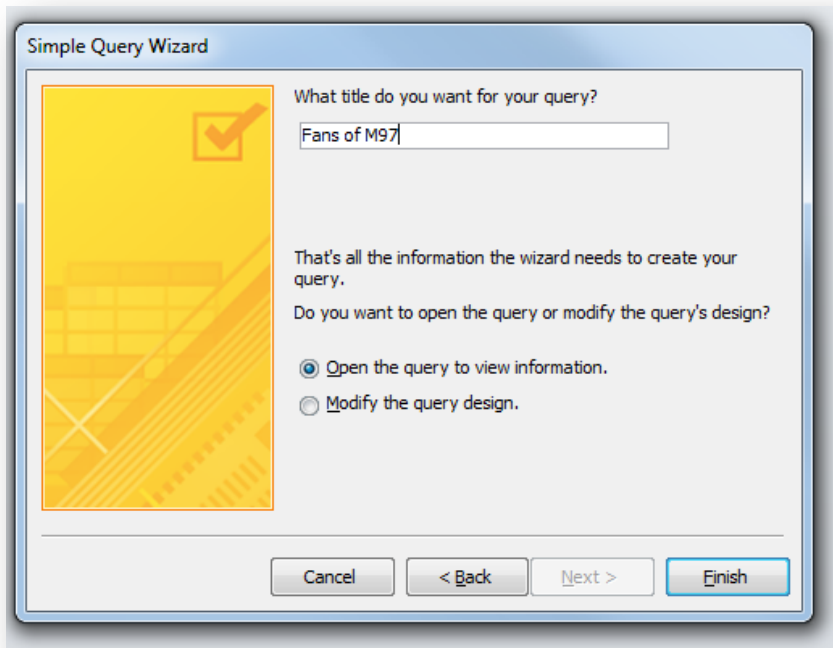 Simple Query Wizard
What title do you want for your query?
Fans of M97
That's all the information the wizard needs to create your
query.
Do you want to open the query or modify the query's design?
Open the query to view information.
Modify the query design.
Cancel
< Back
Next >
Finish